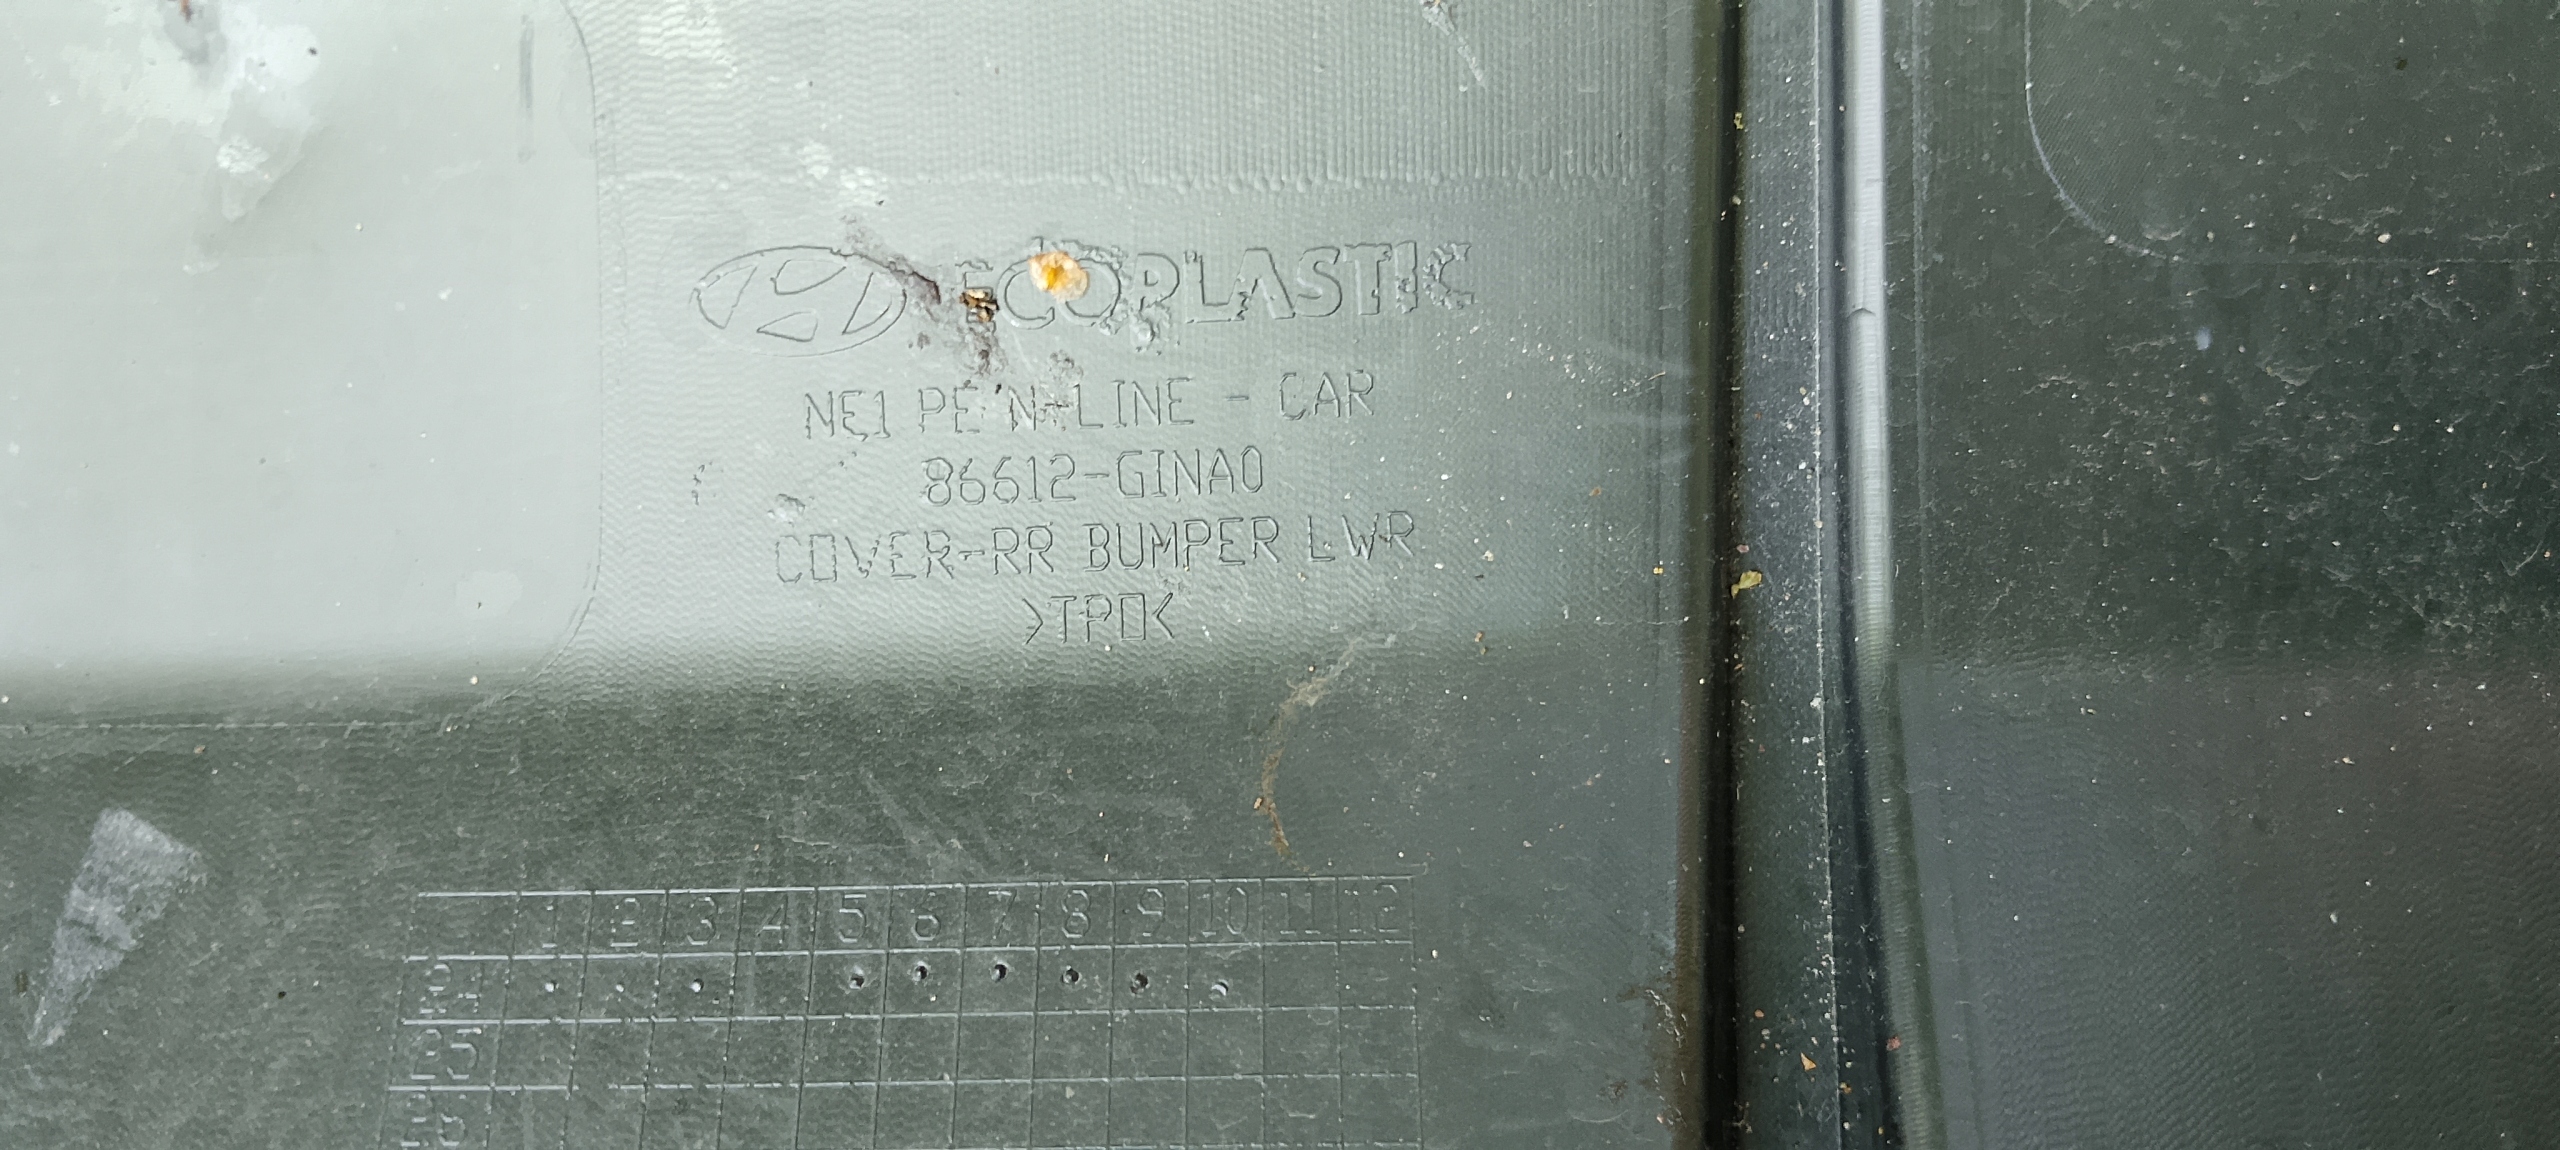 ECOPLASTIC
NE1 PE N-LINE - CAR
86612-GINA0
COVER-RR BUMPER LWR
>TPO<
1 2 3 4 5 6 7 8 9 10 11 12
24
25
26